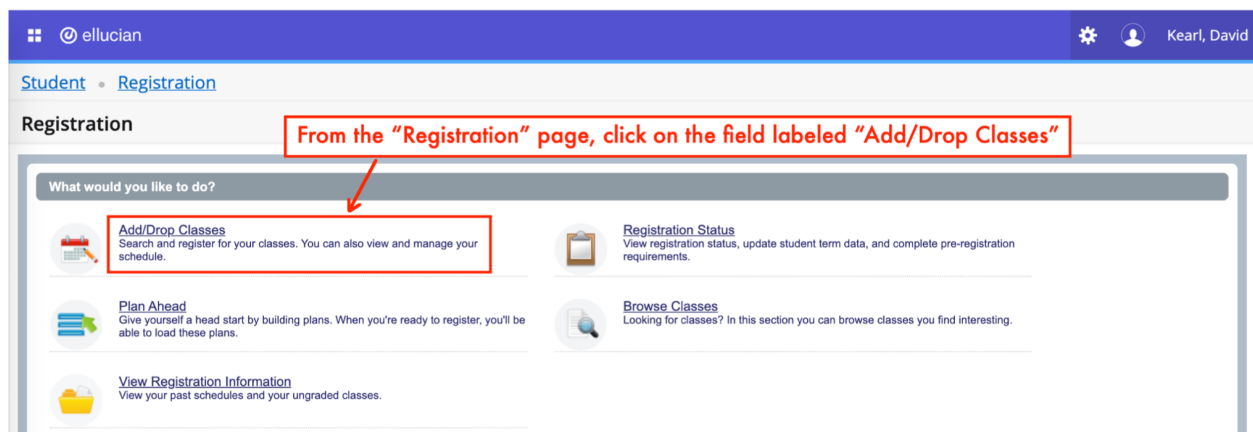 ellucian
Kearl, David
Student • Registration
Registration
From the “Registration” page, click on the field labeled “Add/Drop Classes”
What would you like to do?
Add/Drop Classes
Search and register for your classes. You can also view and manage your
schedule.
Registration Status
View registration status, update student term data, and complete pre-registration
requirements.
Plan Ahead
Give yourself a head start by building plans. When you're ready to register, you'll be
able to load these plans.
Browse Classes
Looking for classes? In this section you can browse classes you find interesting.
View Registration Information
View your past schedules and your ungraded classes.